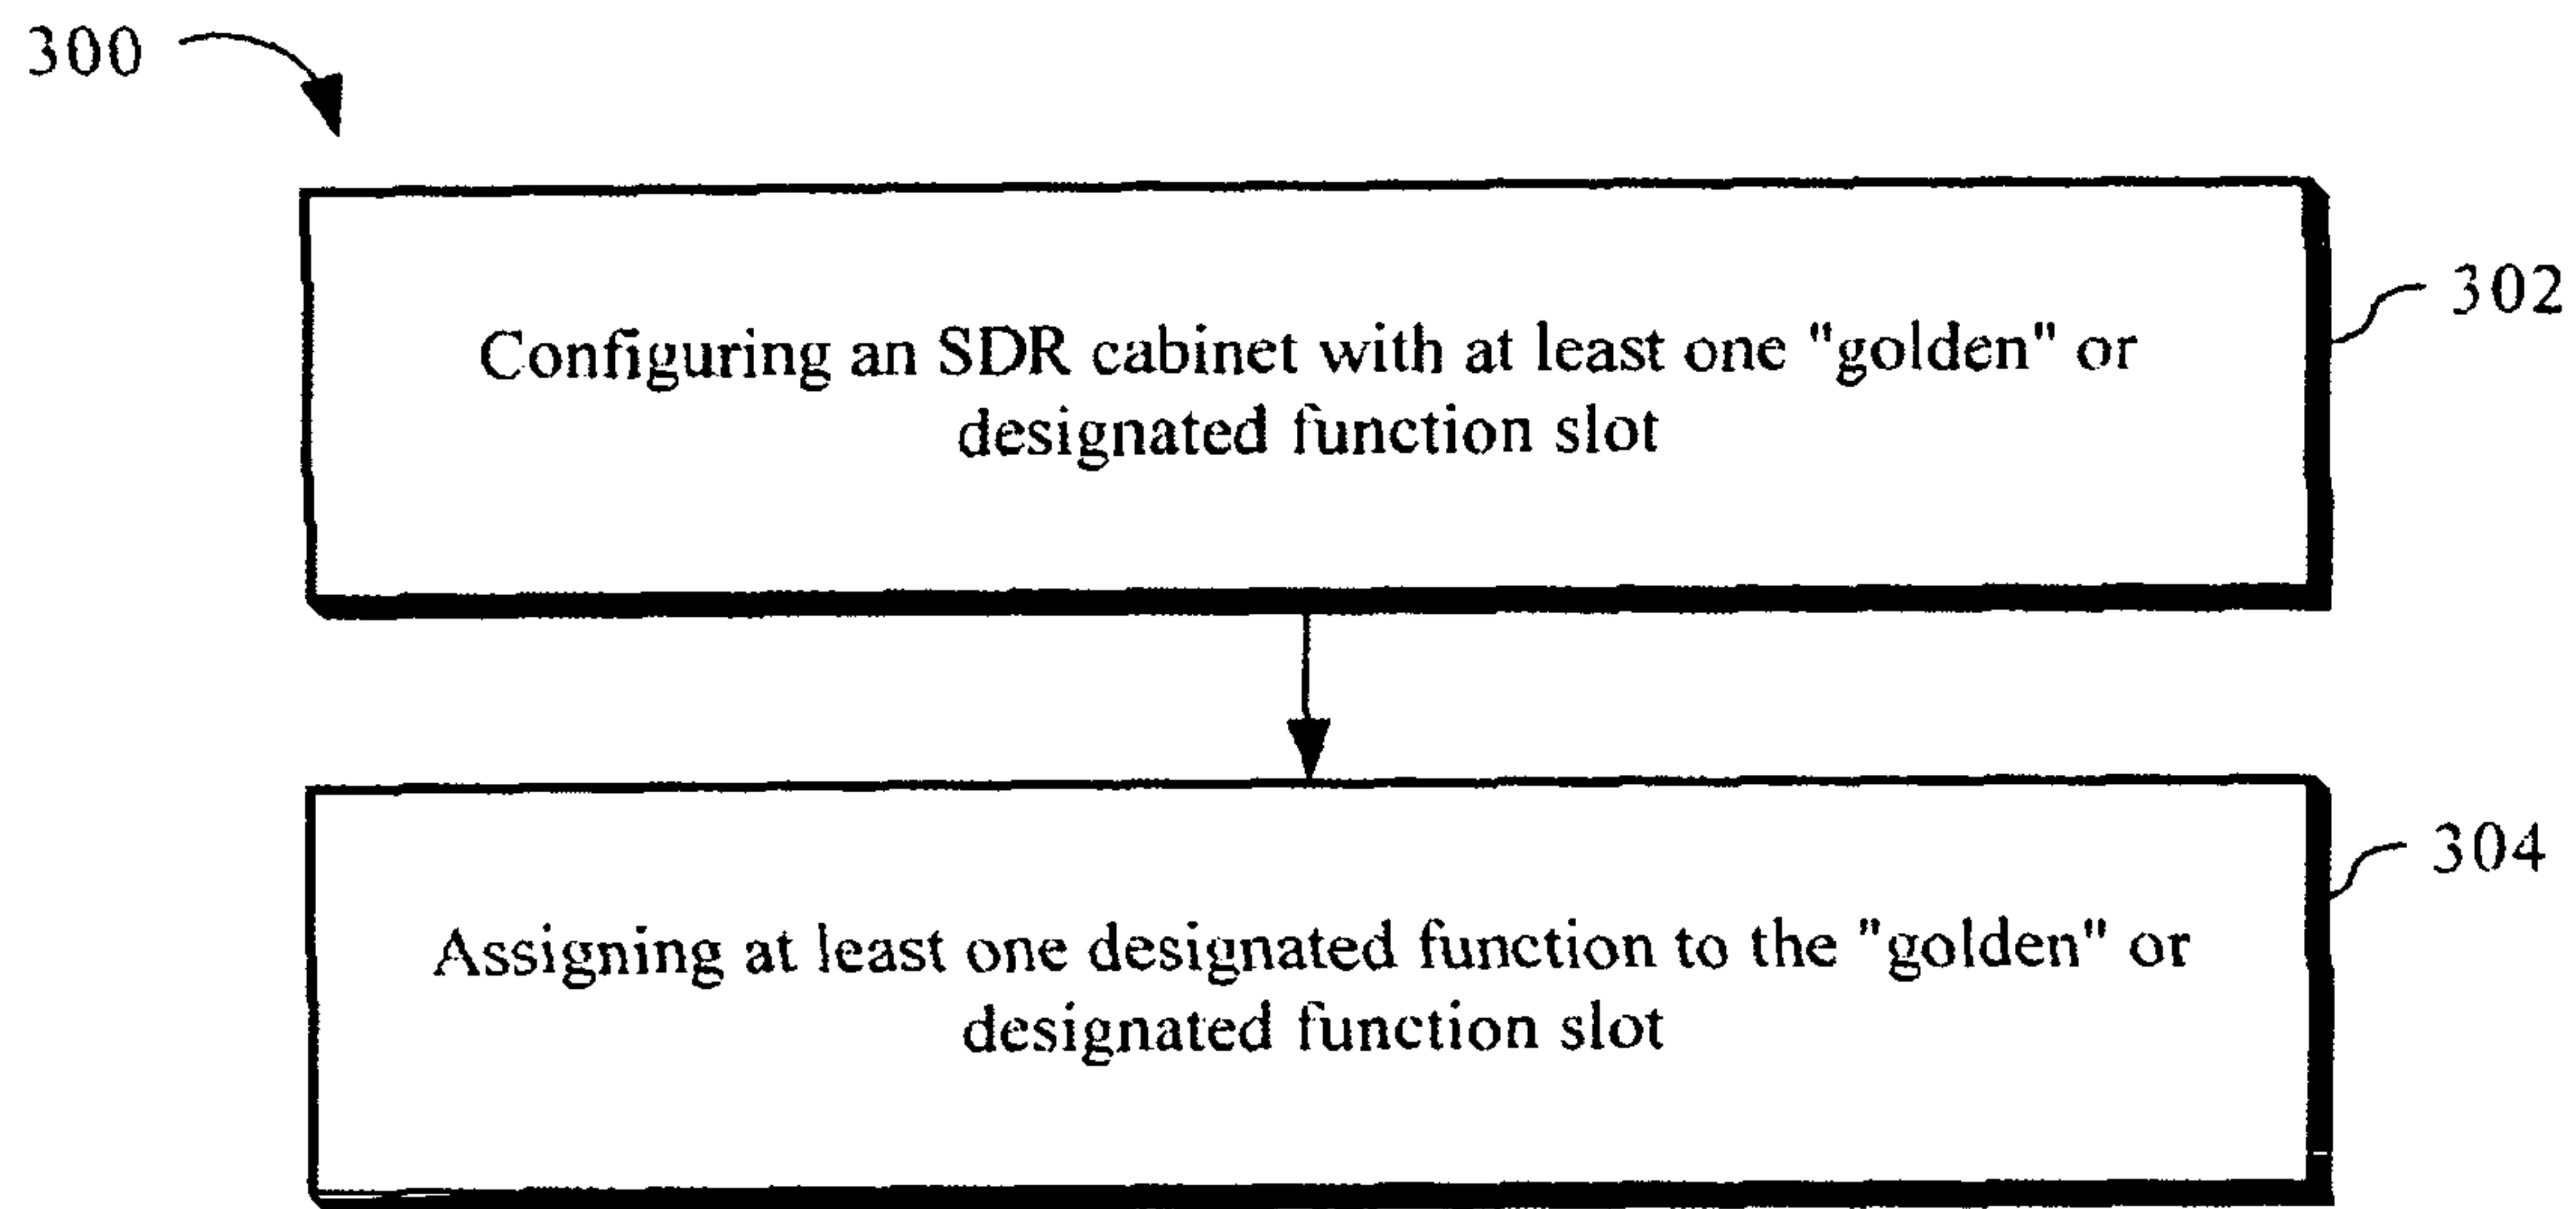 300
302
Configuring an SDR cabinet with at least one "golden" or
designated function slot
304
Assigning at least one designated function to the "golden" or
designated function slot